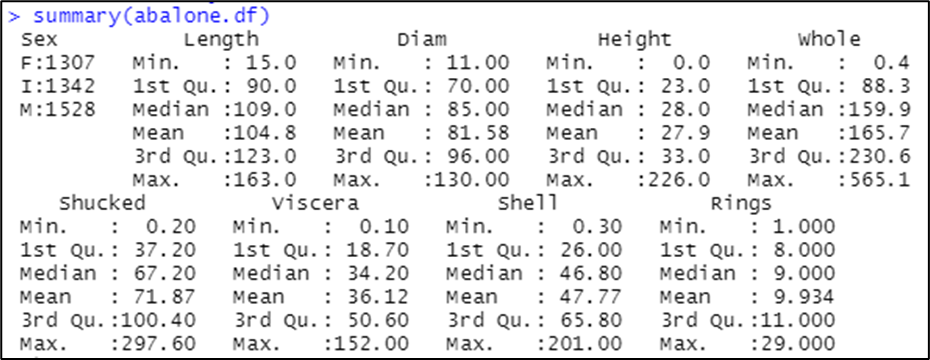 > summary(abalone.df)
Sex Length Diam Height Whole
F:1307 Min. : 15.0 Min. : 11.00 Min. : 0.0 Min. : 0.4
I:1342 1st Qu.: 90.0 1st Qu.: 70.00 1st Qu.: 23.0 1st Qu.: 88.3
M:1528 Median :109.0 Median : 85.00 Median : 28.0 Median :159.9
Mean :104.8 Mean : 81.58 Mean : 27.9 Mean :165.7
3rd Qu.:123.0 3rd Qu.: 96.00 3rd Qu.: 33.0 3rd Qu.:230.6
Max. :163.0 Max. :130.00 Max. :226.0 Max. :565.1
Shucked Viscera Shell Rings
Min. : 0.20 Min. : 0.10 Min. : 0.30 Min. : 1.000
1st Qu.: 37.20 1st Qu.: 18.70 1st Qu.: 26.00 1st Qu.: 8.000
Median : 67.20 Median : 34.20 Median : 46.80 Median : 9.000
Mean : 71.87 Mean : 36.12 Mean : 47.77 Mean : 9.934
3rd Qu.:100.40 3rd Qu.: 50.60 3rd Qu.: 65.80 3rd Qu.:11.000
Max. :297.60 Max. :152.00 Max. :201.00 Max. :29.000